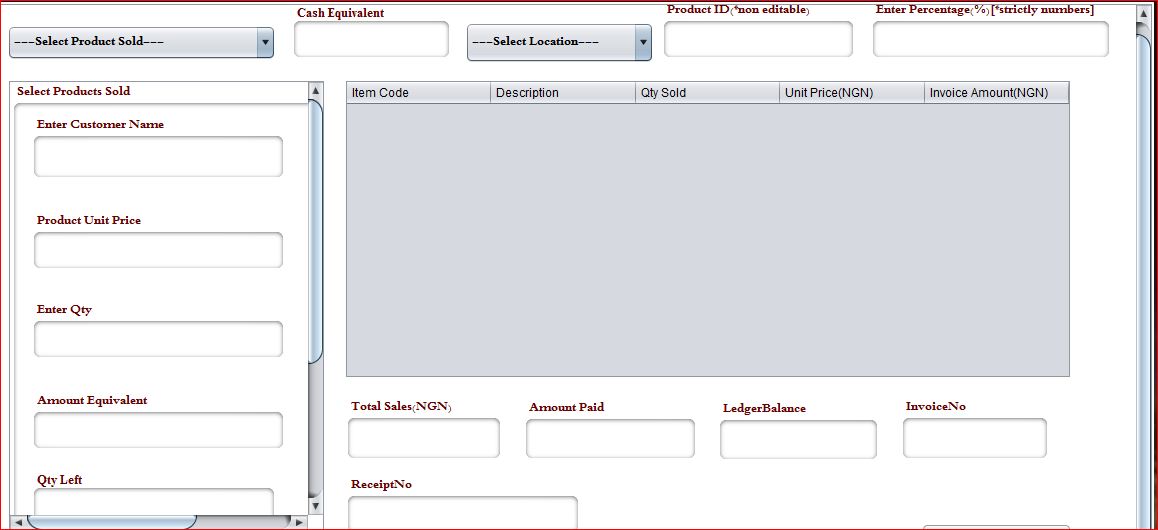 Cash Equivalent
Product ID(*non editable)
Enter Percentage(%)[*strictly numbers]
---Select Product Sold---
---Select Location---
Select Products Sold
Enter Customer Name
Product Unit Price
Enter Qty
Amount Equivalent
Qty Left
Item Code
Description
Qty Sold
Unit Price(NGN)
Invoice Amount(NGN)
Total Sales(NGN)
Amount Paid
LedgerBalance
InvoiceNo
ReceiptNo